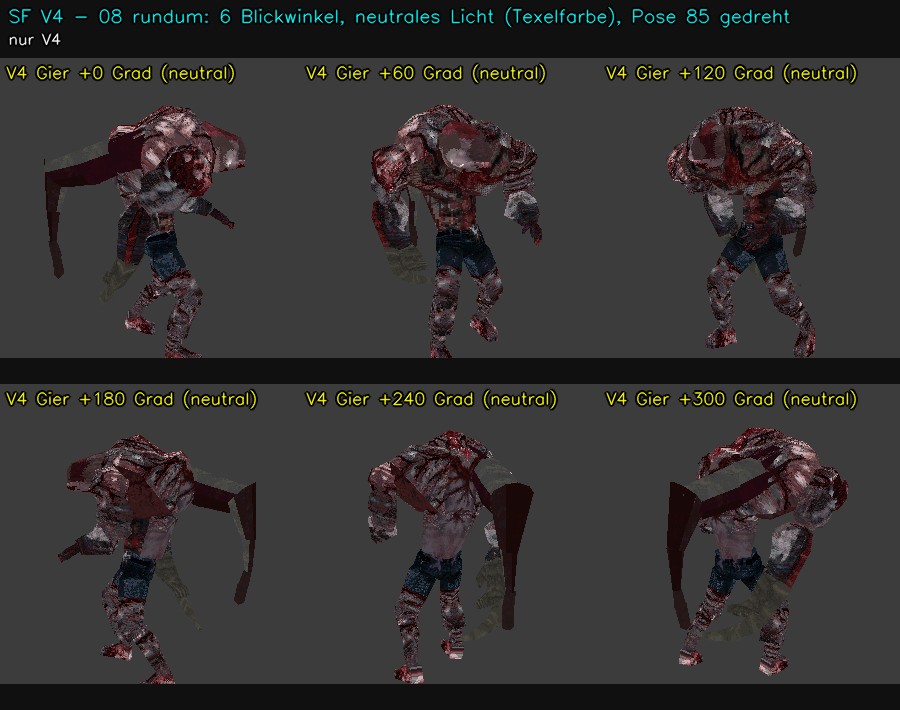 SF V4 - 08 rundum: 6 Blickwinkel, neutrales Licht (Texelfarbe), Pose 85 gedreht
nur V4
V4 Gier +0 Grad (neutral)
V4 Gier +60 Grad (neutral)
V4 Gier +120 Grad (neutral)
V4 Gier +180 Grad (neutral)
V4 Gier +240 Grad (neutral)
V4 Gier +300 Grad (neutral)